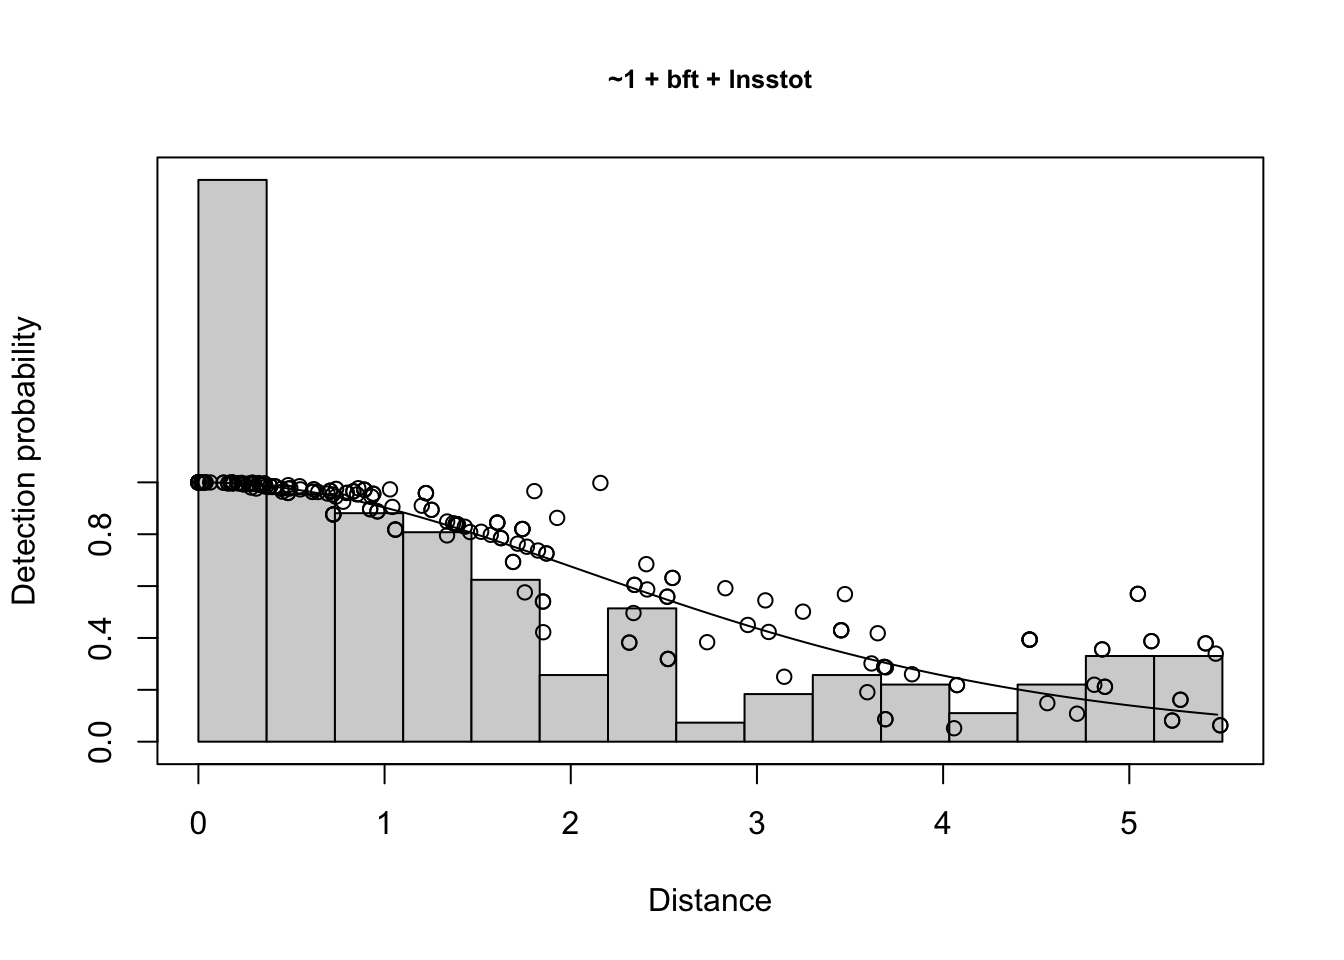 ~1 + bft + lnsstot
Detection probability
0.8
0.4
0.0
0 1 2 3 4 5
Distance